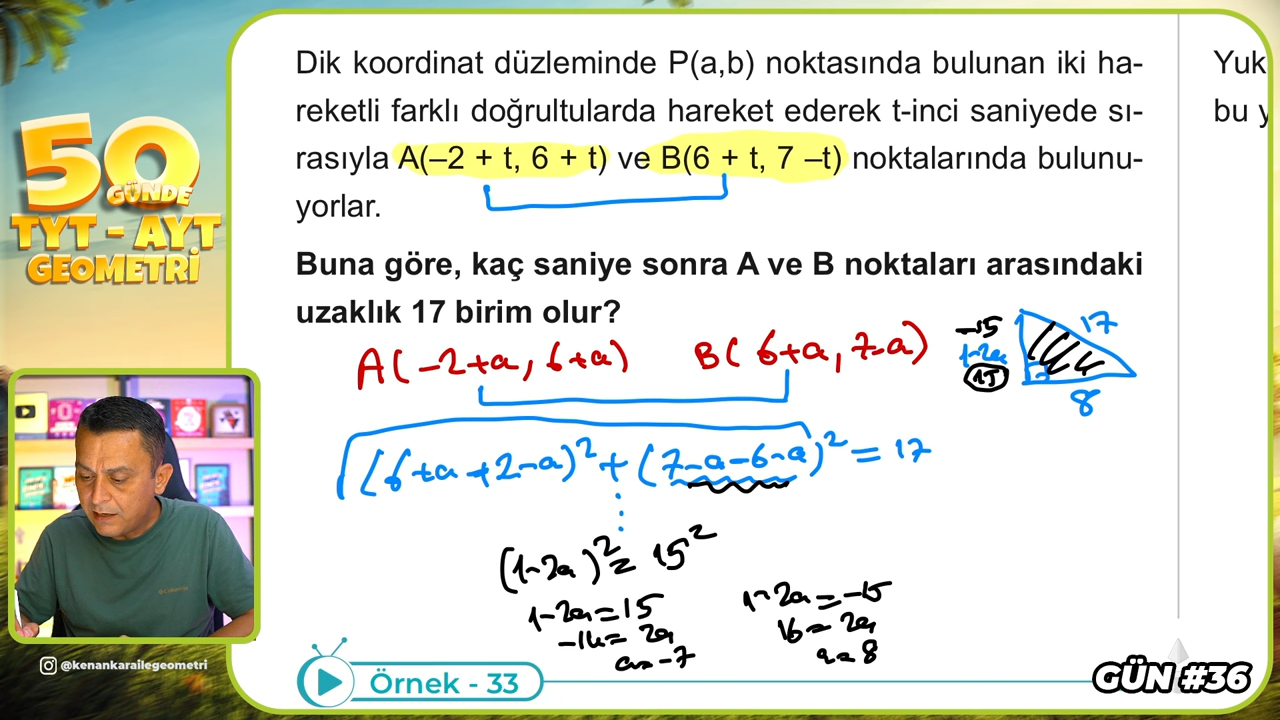 50
GÜNDE
TYT - AYT
GEOMETRİ
Dik koordinat düzleminde P(a,b) noktasında bulunan iki ha-
reketli farklı doğrultularda hareket ederek t-inci saniyede sı-
rasıyla A(–2 + t, 6 + t) ve B(6 + t, 7 –t) noktalarında bulunu-
yorlar.
Buna göre, kaç saniye sonra A ve B noktaları arasındaki
uzaklık 17 birim olur?
Yuk
bu y
A(-2+a, 6+a) B(6+a, 7-a)
-15
1-2a
15
17
8
√(6+a+2-a)² + (7-a-6-a)² = 17
(1-2a)² = 15²
1-2a=15
-14=2a
a=-7
1-2a=-15
16=2a
a=8
Örnek - 33
@kenankarailegeometri
GÜN #36